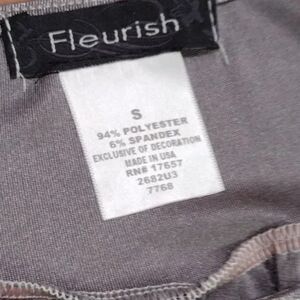 Fleurish
S
94% POLYESTER
6% SPANDEX
EXCLUSIVE OF DECORATION
MADE IN USA
RN# 17657
2682U3
7768